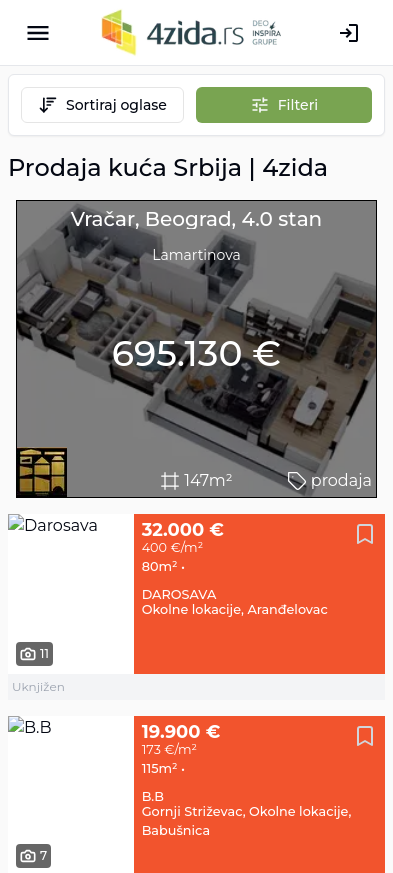 4zida.rs
DEO
INSPIRA
GRUPE
Sortiraj oglase
Filteri
Prodaja kuća Srbija | 4zida
Vračar, Beograd, 4.0 stan
Lamartinova
695.130 €
147m²
prodaja
Darosava
32.000 €
400 €/m²
80m² •
DAROSAVA
Okolne lokacije, Aranđelovac
11
Uknjižen
B.B
19.900 €
173 €/m²
115m² •
B.B
Gornji Striževac, Okolne lokacije,
Babušnica
7